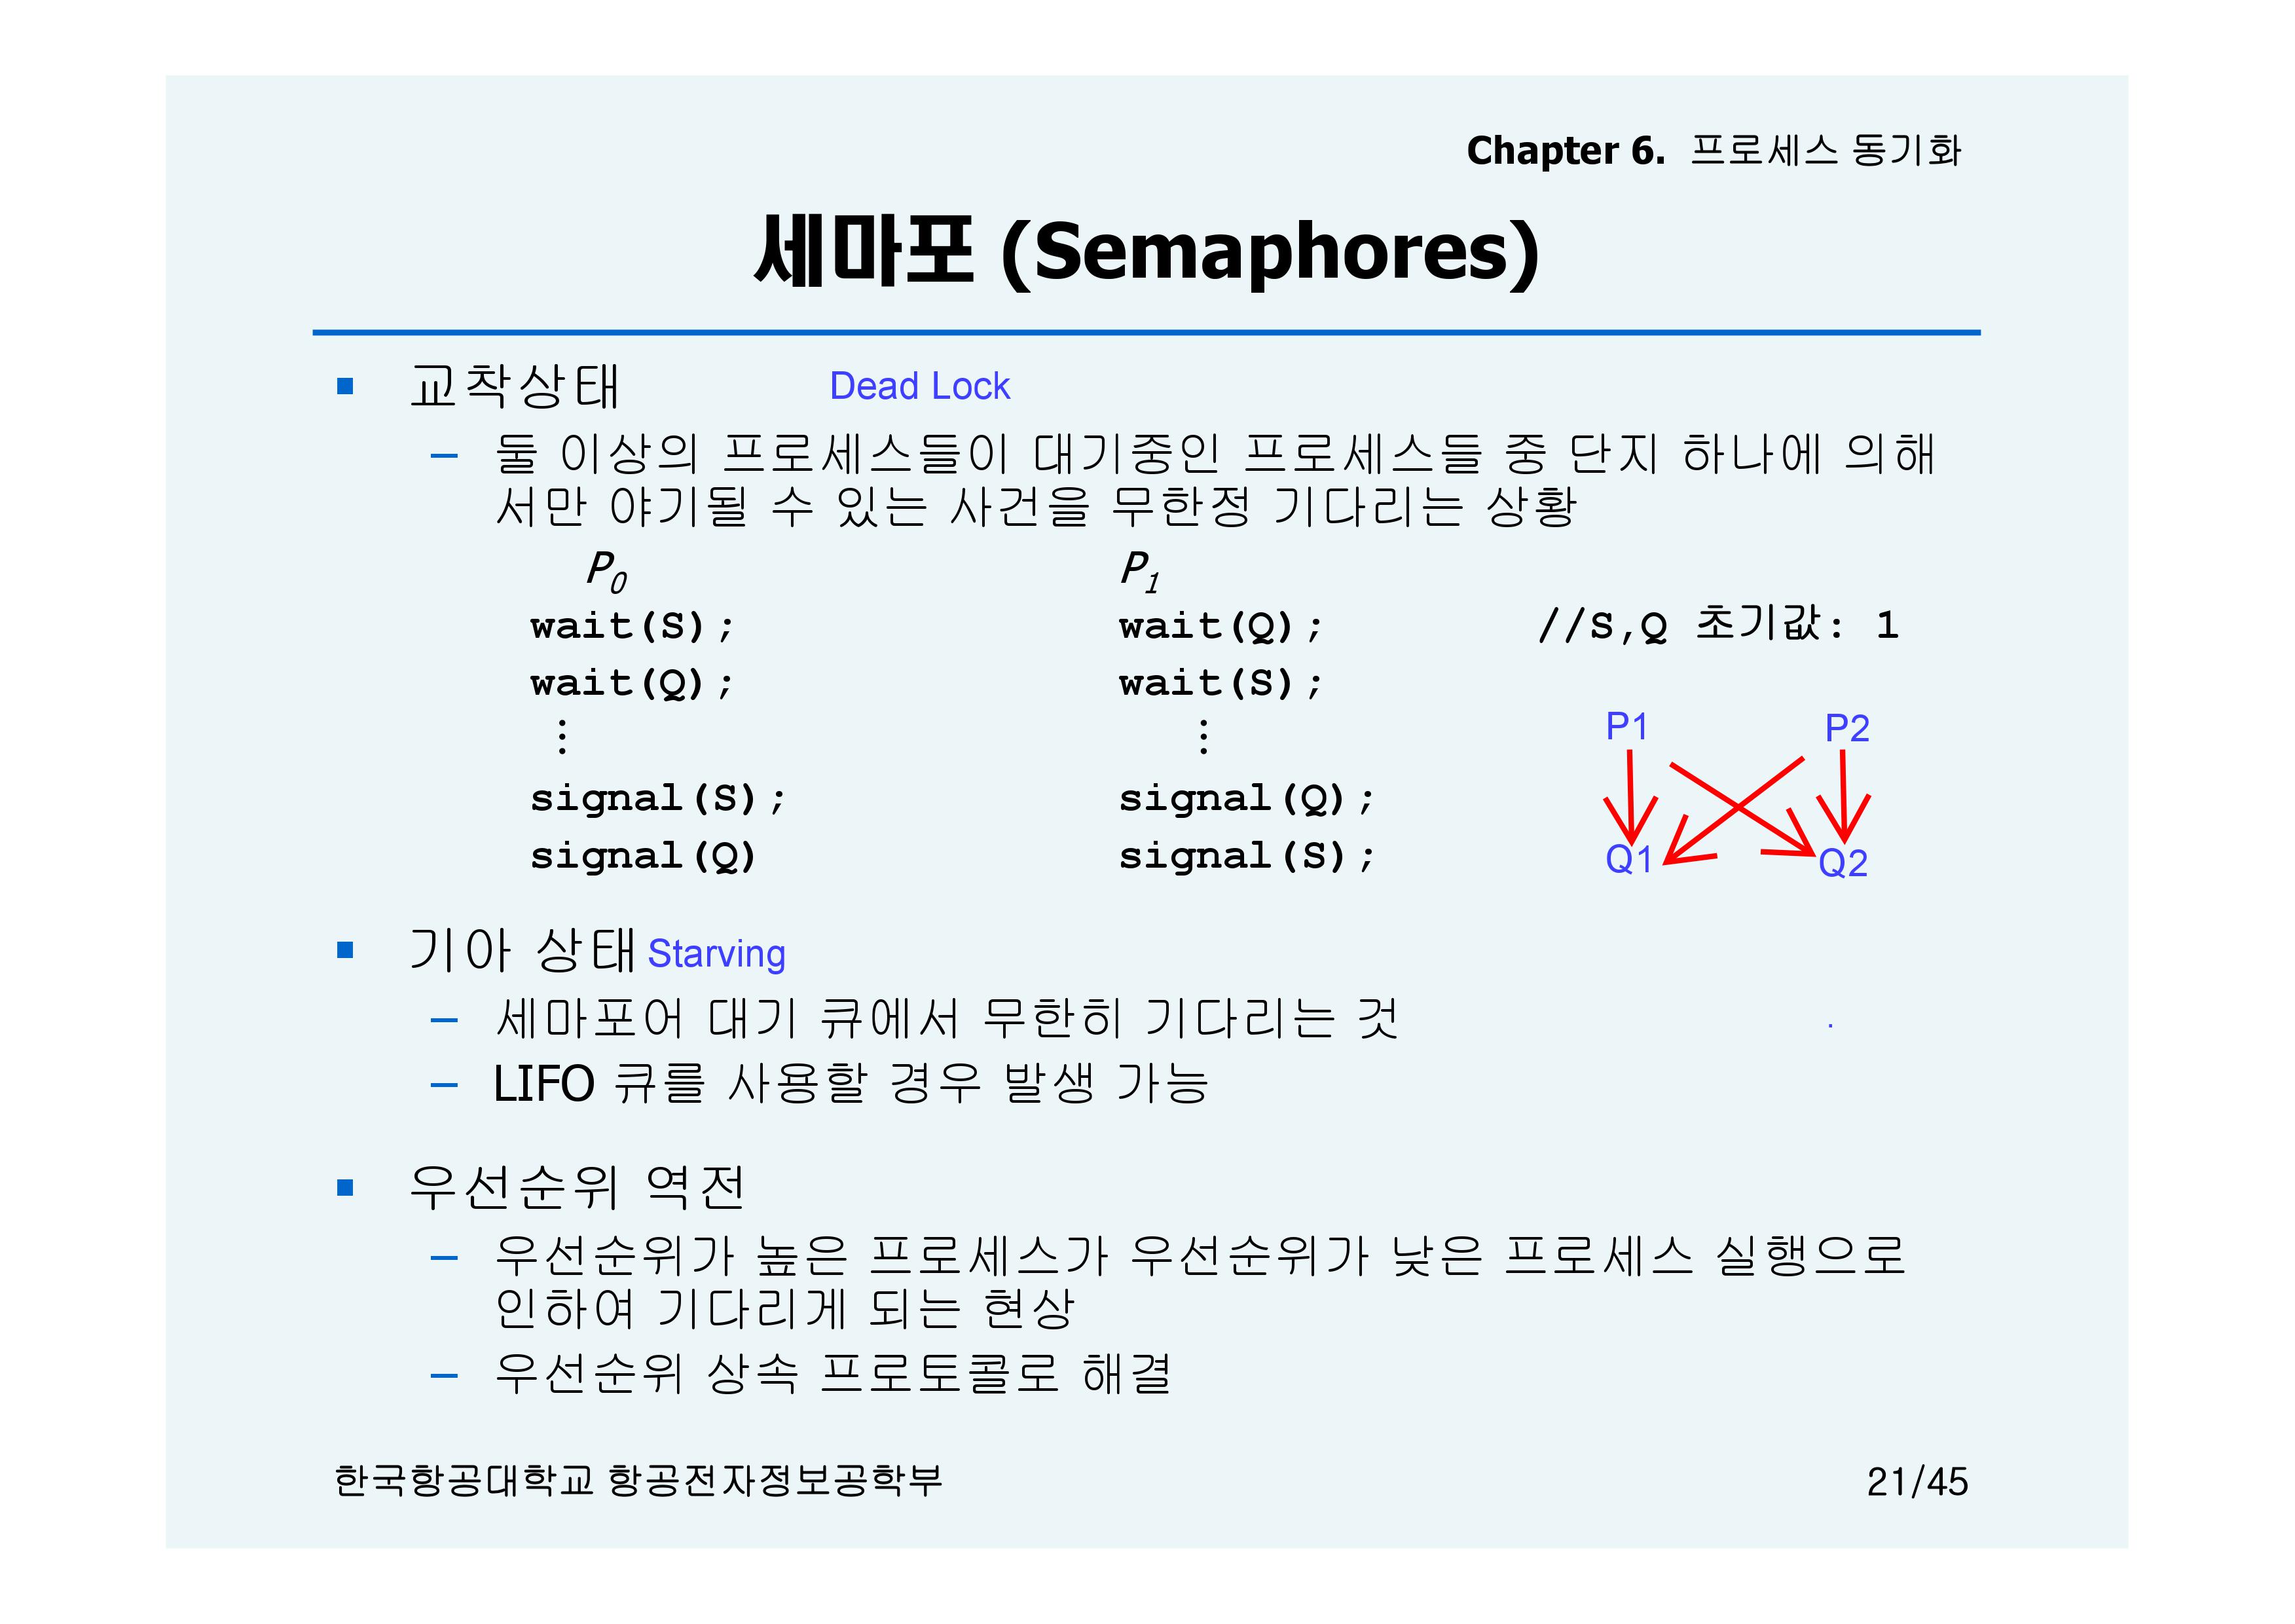 Chapter 6. 프로세스 동기화
세마포 (Semaphores)
교착상태 Dead Lock
– 둘 이상의 프로세스들이 대기중인 프로세스들 중 단지 하나에 의해
서만 야기될 수 있는 사건을 무한정 기다리는 상황
P0 P1
wait(S); wait(Q); //S,Q 초기값: 1
wait(Q); wait(S);
⋮ ⋮ P1 P2
signal(S); signal(Q);
signal(Q) signal(S); Q1 Q2
기아 상태 Starving
– 세마포어 대기 큐에서 무한히 기다리는 것
– LIFO 큐를 사용할 경우 발생 가능
우선순위 역전
– 우선순위가 높은 프로세스가 우선순위가 낮은 프로세스 실행으로
인하여 기다리게 되는 현상
– 우선순위 상속 프로토콜로 해결
한국항공대학교 항공전자정보공학부 21/45